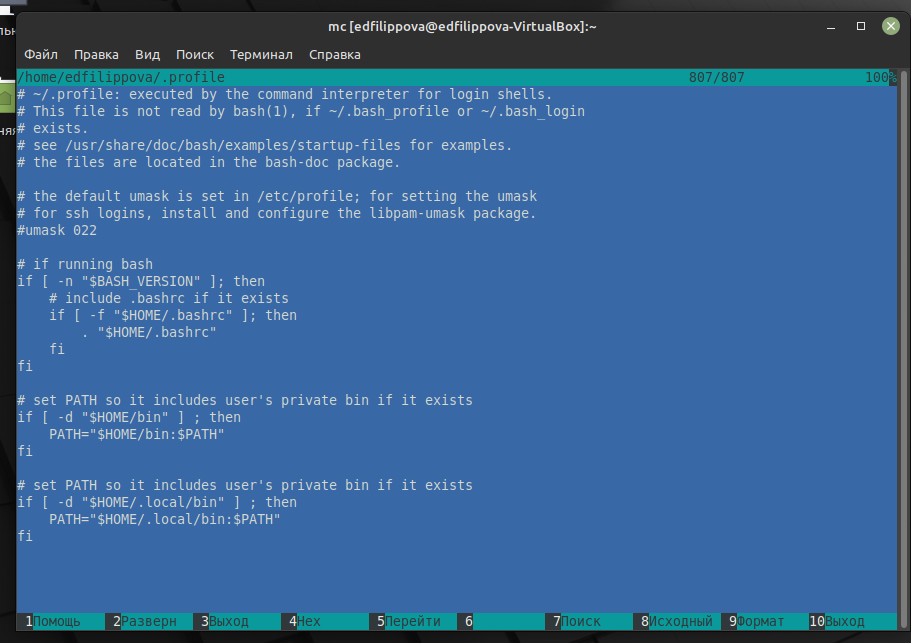 mc [edfilippova@edfilippova-VirtualBox]:~
Файл Правка Вид Поиск Терминал Справка
/home/edfilippova/.profile 807/807 100%
# ~/.profile: executed by the command interpreter for login shells.
# This file is not read by bash(1), if ~/.bash_profile or ~/.bash_login
# exists.
# see /usr/share/doc/bash/examples/startup-files for examples.
# the files are located in the bash-doc package.
# the default umask is set in /etc/profile; for setting the umask
# for ssh logins, install and configure the libpam-umask package.
#umask 022
# if running bash
if [ -n "$BASH_VERSION" ]; then
    # include .bashrc if it exists
    if [ -f "$HOME/.bashrc" ]; then
        . "$HOME/.bashrc"
    fi
fi
# set PATH so it includes user's private bin if it exists
if [ -d "$HOME/bin" ] ; then
    PATH="$HOME/bin:$PATH"
fi
# set PATH so it includes user's private bin if it exists
if [ -d "$HOME/.local/bin" ] ; then
    PATH="$HOME/.local/bin:$PATH"
fi
1Помощь 2Разверн 3Выход 4Hex 5Перейти 6 7Поиск 8Исходный 9Формат 10Выход